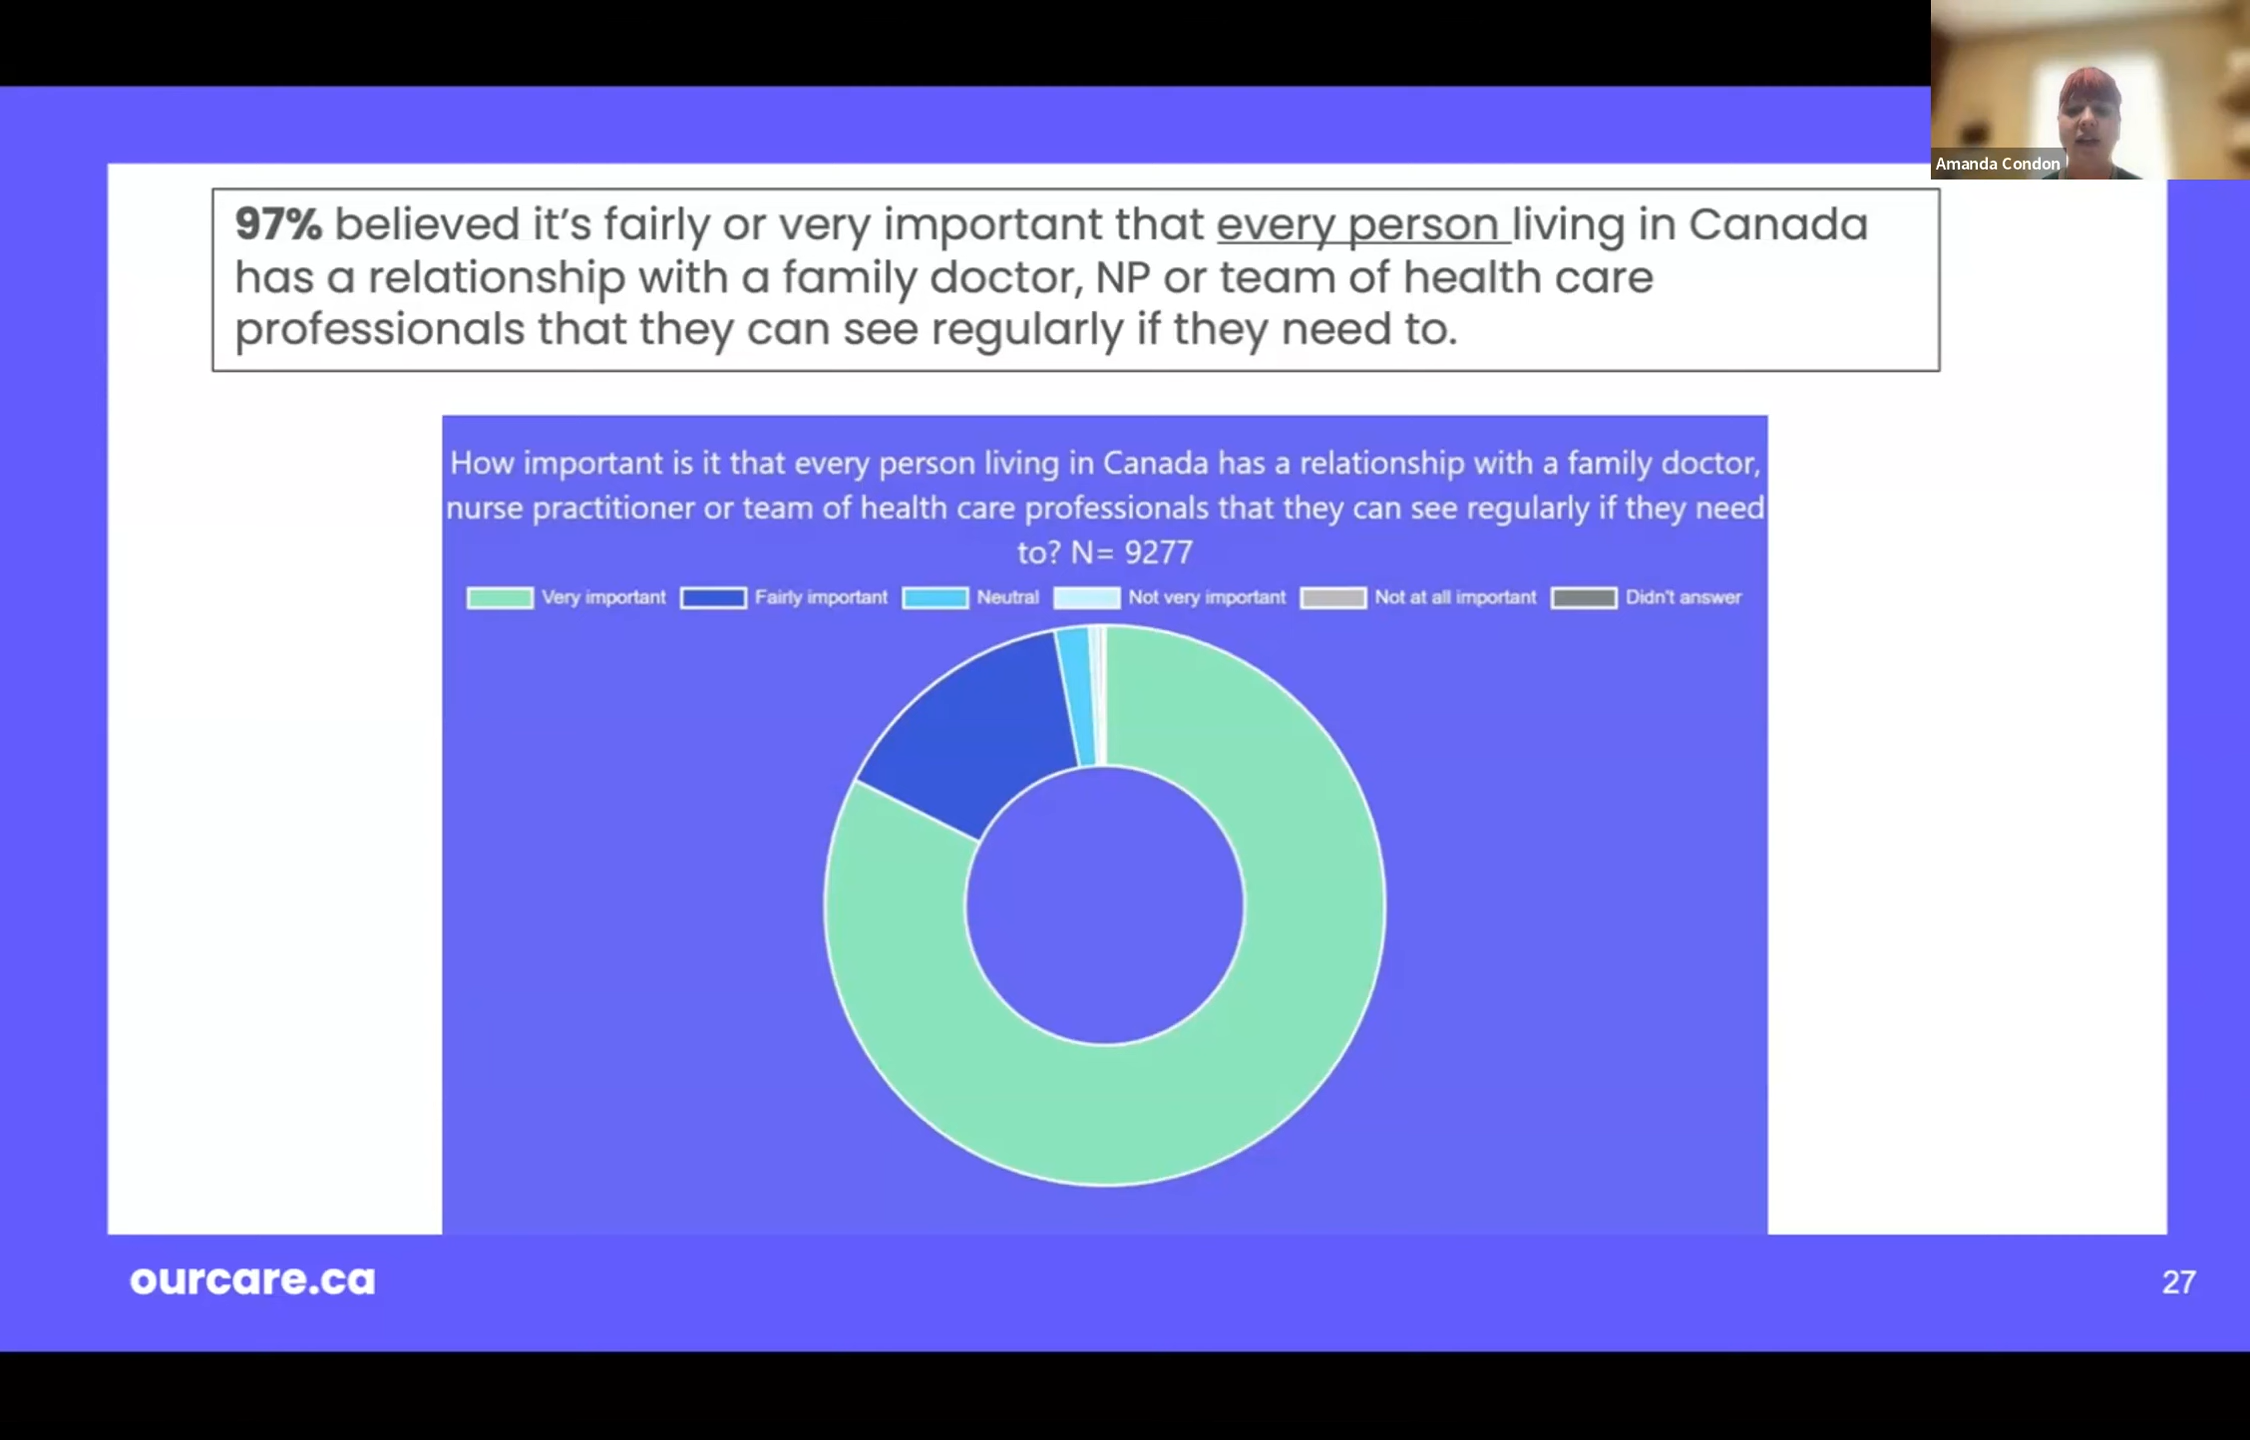 Amanda Condon
97% believed it's fairly or very important that every person living in Canada
has a relationship with a family doctor, NP or team of health care
professionals that they can see regularly if they need to.
How important is it that every person living in Canada has a relationship with a family doctor,
nurse practitioner or team of health care professionals that they can see regularly if they need
to? N= 9277
Very important Fairly important Neutral Not very important Not at all important Didn't answer
ourcare.ca
27